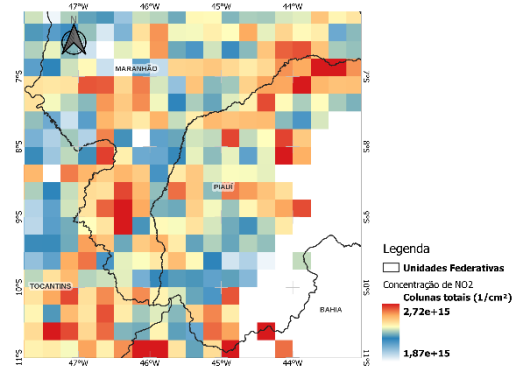 47°W 46°W 45°W 44°W
N
MARANHÃO
7°S 7°S
8°S 8°S
PIAUÍ
9°S 9°S
TOCANTINS
10°S 10°S
BAHIA
11°S 11°S
47°W 46°W 45°W 44°W
Legenda
Unidades Federativas
Concentração de NO2
Colunas totais (1/cm²)
2,72e+15
1,87e+15